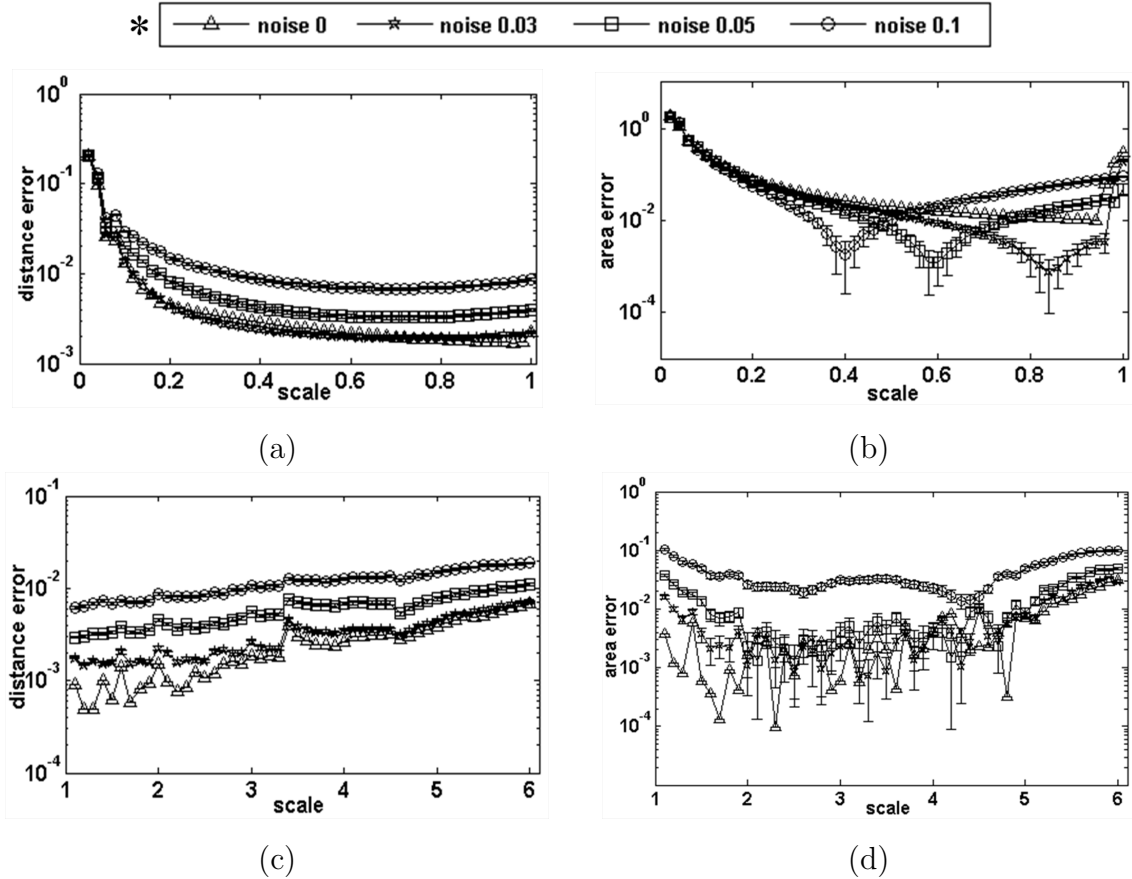 * noise 0 noise 0.03 noise 0.05 noise 0.1
10^0
10^-1
10^-2
10^-3
distance error
0 0.2 0.4 0.6 0.8 1
scale
(a)
10^0
10^-2
10^-4
area error
0 0.2 0.4 0.6 0.8 1
scale
(b)
10^-1
10^-2
10^-3
10^-4
distance error
1 2 3 4 5 6
scale
(c)
10^0
10^-1
10^-2
10^-3
10^-4
area error
1 2 3 4 5 6
scale
(d)